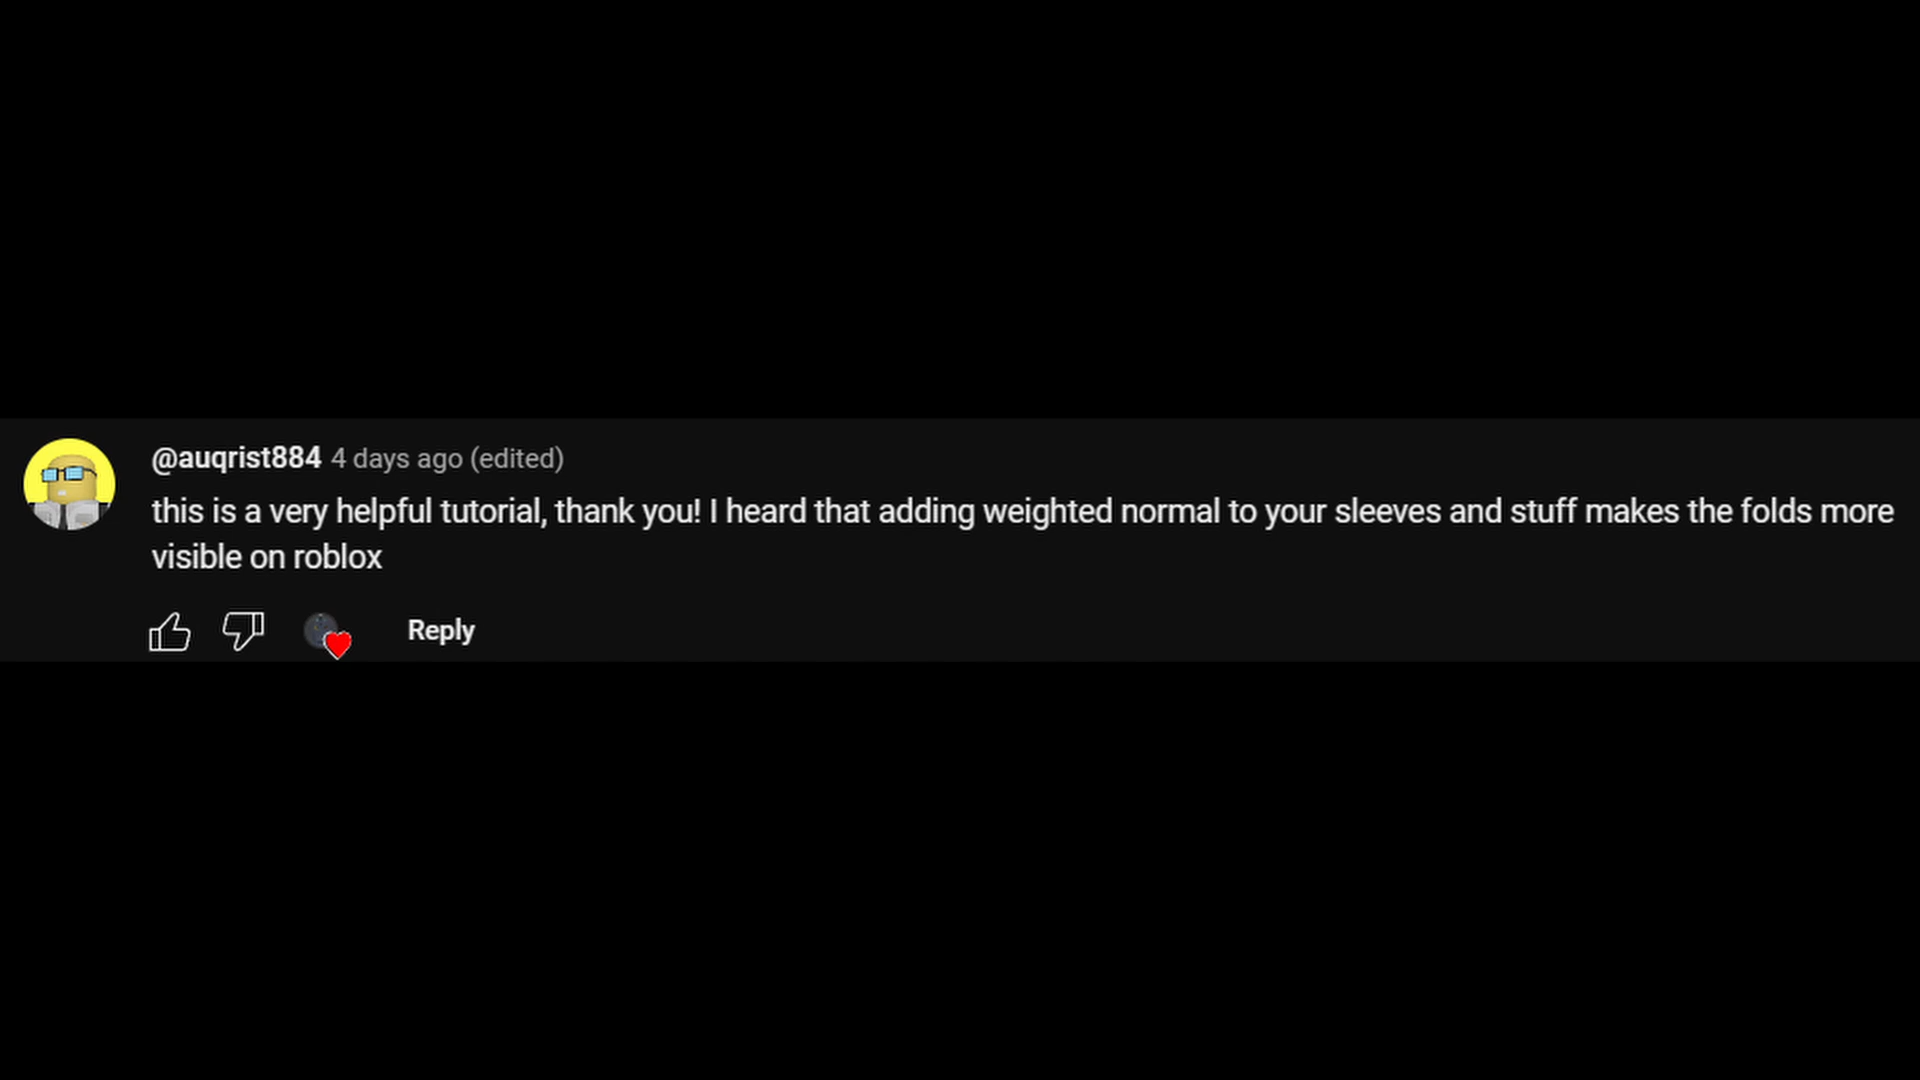 @auqrist884 4 days ago (edited)
this is a very helpful tutorial, thank you! I heard that adding weighted normal to your sleeves and stuff makes the folds more
visible on roblox
Reply